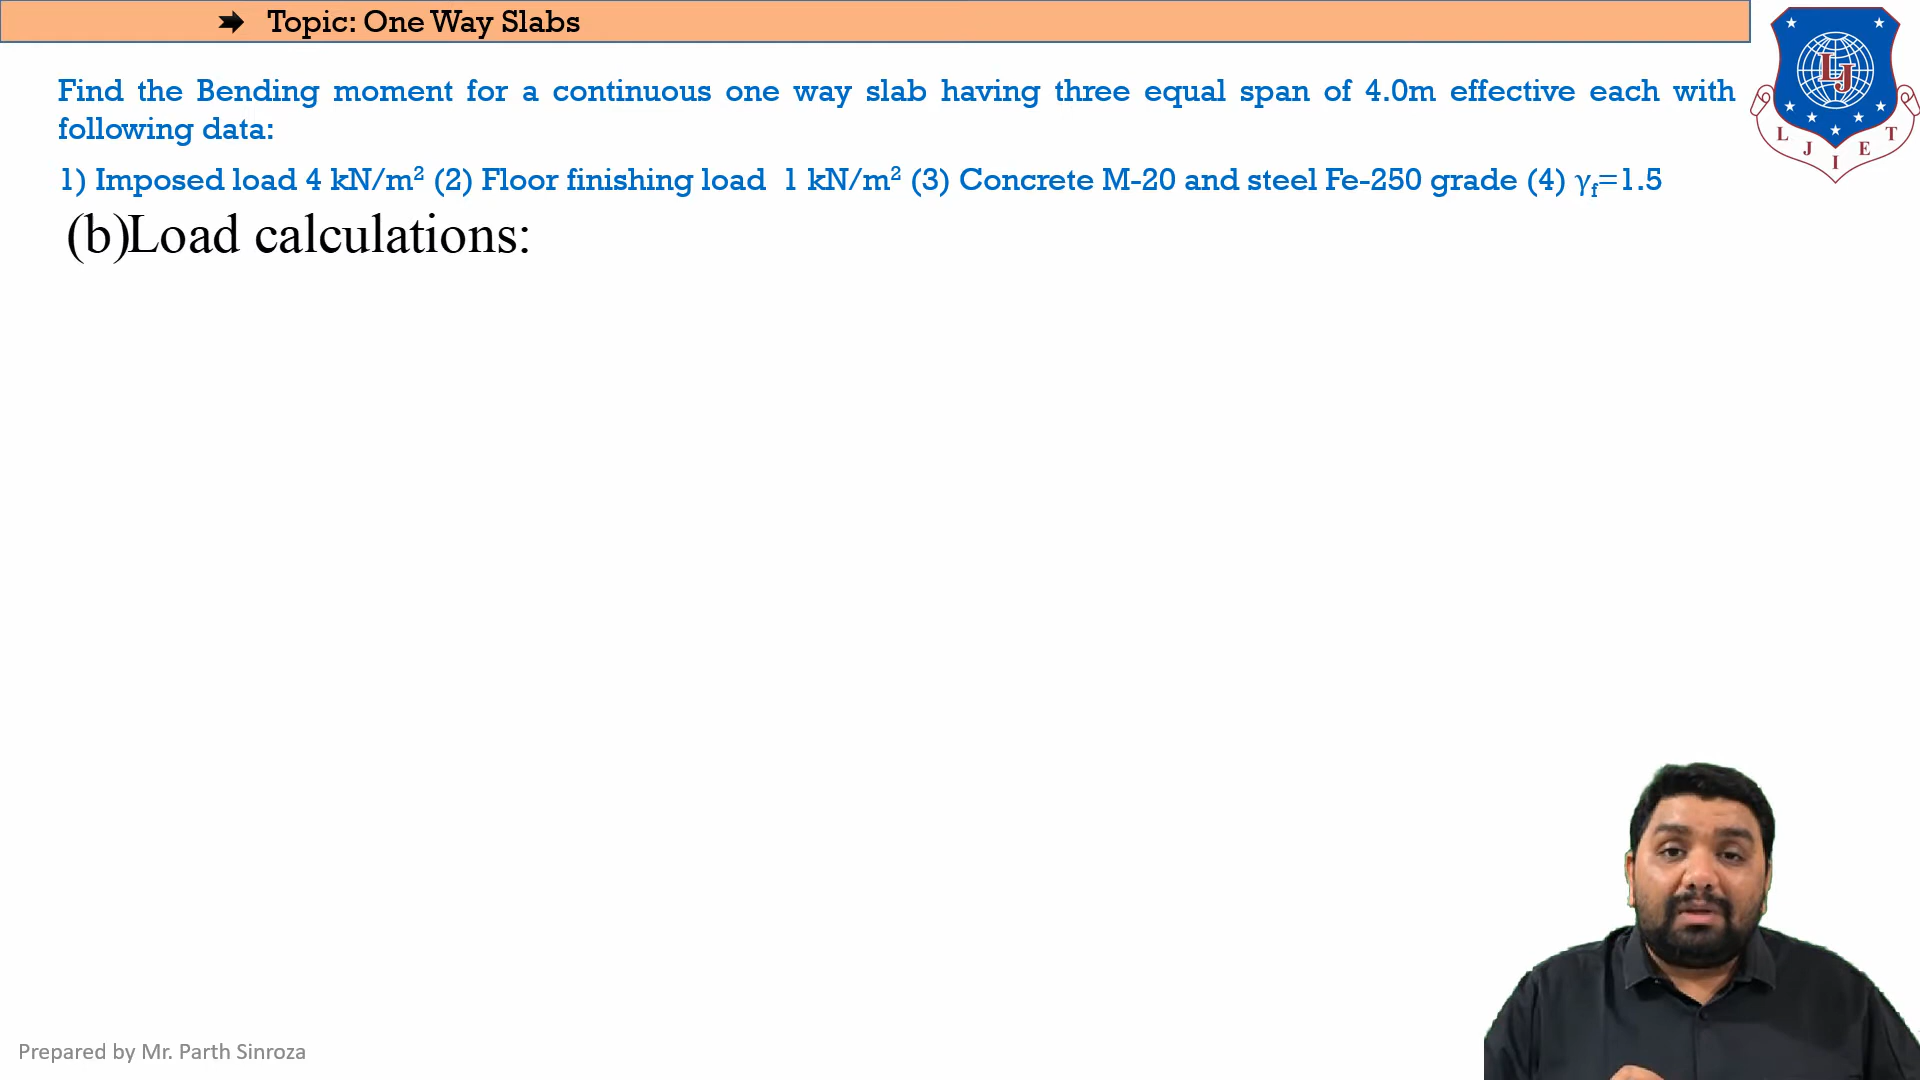 Topic: One Way Slabs
Find the Bending moment for a continuous one way slab having three equal span of 4.0m effective each with
following data:
1) Imposed load 4 kN/m² (2) Floor finishing load 1 kN/m² (3) Concrete M-20 and steel Fe-250 grade (4) γf=1.5
(b)Load calculations:
LJ
L J I E T
Prepared by Mr. Parth Sinroza